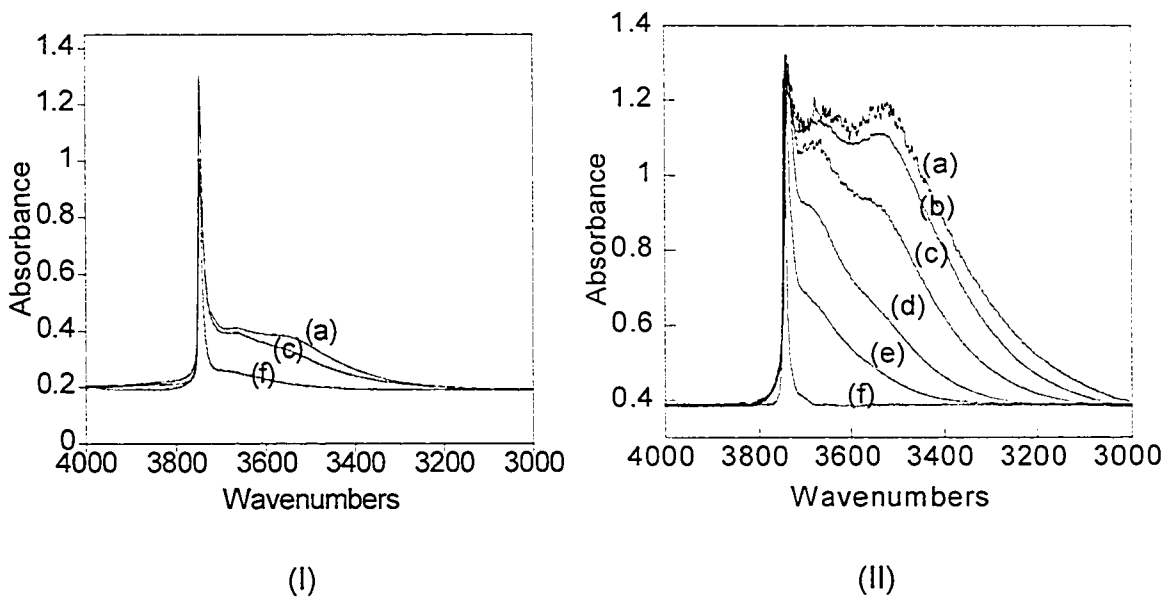 1.4
1.2
1
0.8
0.6
0.4
0.2
0
Absorbance
(a)
(c)
(f)
4000 3800 3600 3400 3200 3000
Wavenumbers
(I)
1.4
1.2
1
0.8
0.6
0.4
Absorbance
(a)
(b)
(c)
(d)
(e)
(f)
4000 3800 3600 3400 3200 3000
Wavenumbers
(II)